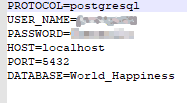 PROTOCOL=postgresql
USER_NAME=
PASSWORD=
HOST=localhost
PORT=5432
DATABASE=World_Happiness